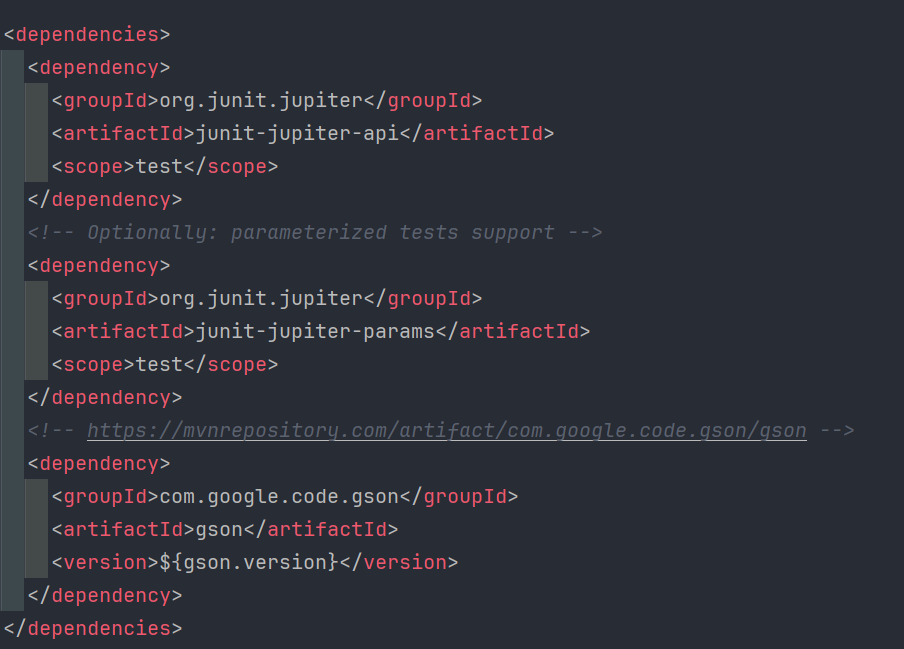 <dependencies>
<dependency>
<groupId>org.junit.jupiter</groupId>
<artifactId>junit-jupiter-api</artifactId>
<scope>test</scope>
</dependency>
<!-- Optionally: parameterized tests support -->
<dependency>
<groupId>org.junit.jupiter</groupId>
<artifactId>junit-jupiter-params</artifactId>
<scope>test</scope>
</dependency>
<!-- https://mvnrepository.com/artifact/com.google.code.gson/gson -->
<dependency>
<groupId>com.google.code.gson</groupId>
<artifactId>gson</artifactId>
<version>${gson.version}</version>
</dependency>
</dependencies>